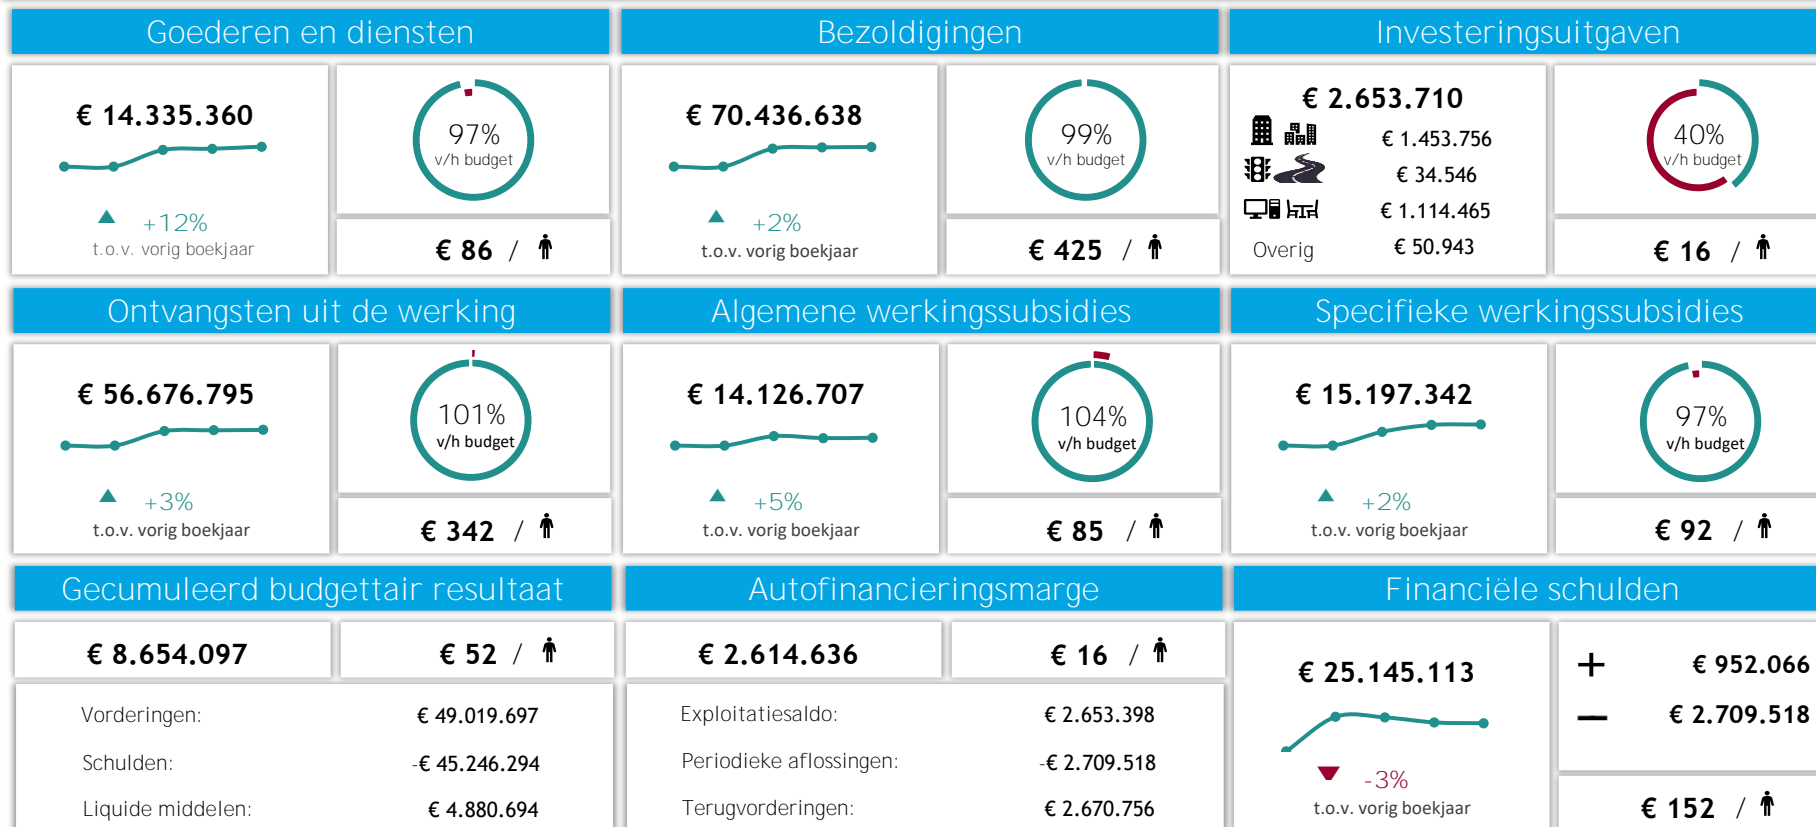 Goederen en diensten
Bezoldigingen
Investeringsuitgaven
€ 14.335.360
+12%
t.o.v. vorig boekjaar
97%
v/h budget
€ 86 /
€ 70.436.638
+2%
t.o.v. vorig boekjaar
99%
v/h budget
€ 425 /
€ 2.653.710
€ 1.453.756
€ 34.546
€ 1.114.465
Overig € 50.943
40%
v/h budget
€ 16 /
Ontvangsten uit de werking
Algemene werkingssubsidies
Specifieke werkingssubsidies
€ 56.676.795
+3%
t.o.v. vorig boekjaar
101%
v/h budget
€ 342 /
€ 14.126.707
+5%
t.o.v. vorig boekjaar
104%
v/h budget
€ 85 /
€ 15.197.342
+2%
t.o.v. vorig boekjaar
97%
v/h budget
€ 92 /
Gecumuleerd budgettair resultaat
Autofinancieringsmarge
Financiële schulden
€ 8.654.097
€ 52 /
Vorderingen: € 49.019.697
Schulden: -€ 45.246.294
Liquide middelen: € 4.880.694
€ 2.614.636
€ 16 /
Exploitatiesaldo: € 2.653.398
Periodieke aflossingen: -€ 2.709.518
Terugvorderingen: € 2.670.756
€ 25.145.113
-3%
t.o.v. vorig boekjaar
+ € 952.066
− € 2.709.518
€ 152 /